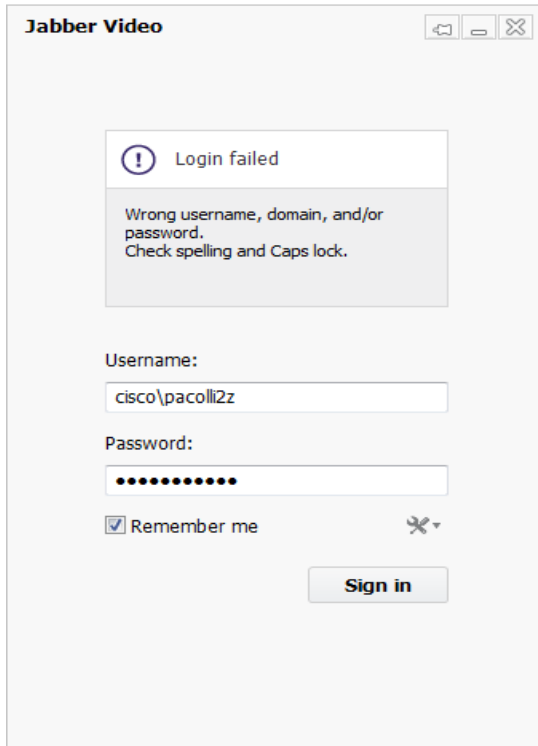 Jabber Video
Login failed
Wrong username, domain, and/or
password.
Check spelling and Caps lock.
Username:
cisco\pacolli2z
Password:
●●●●●●●●●●●
Remember me
Sign in